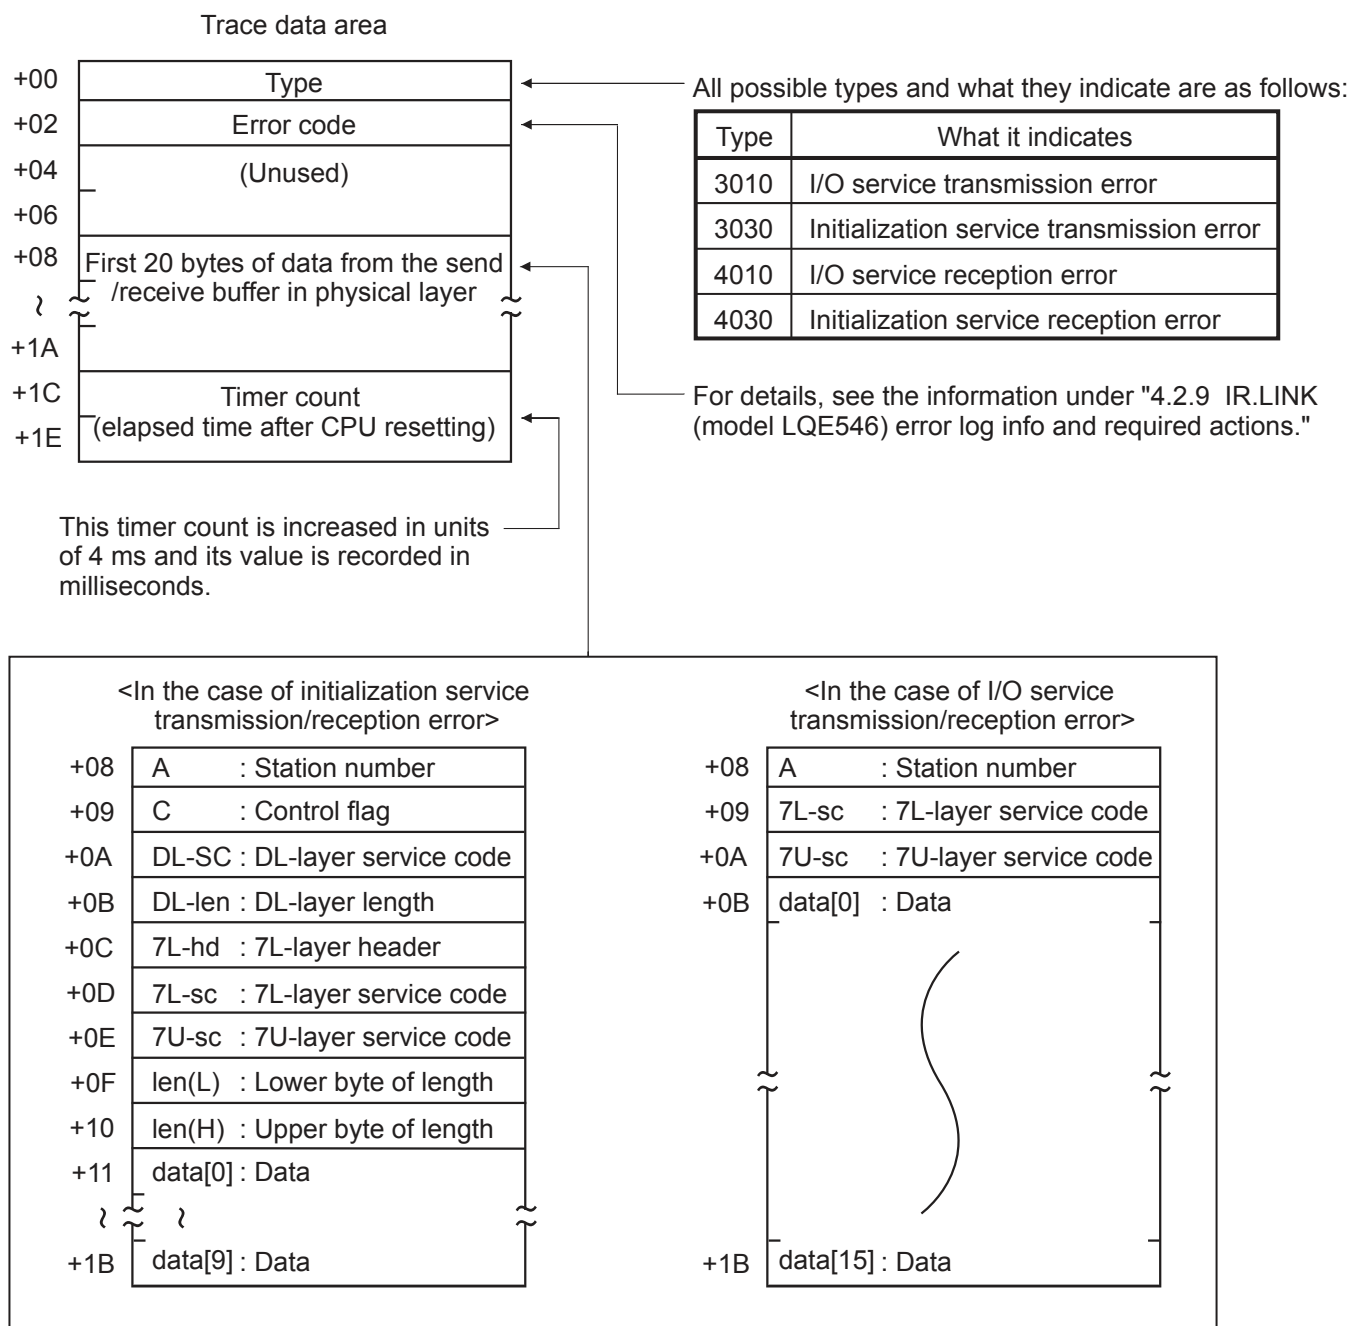 Trace data area
+00 Type
+02 Error code
+04 (Unused)
+06
+08 First 20 bytes of data from the send
/receive buffer in physical layer
~
+1A
+1C Timer count
(elapsed time after CPU resetting)
+1E
All possible types and what they indicate are as follows:
Type What it indicates
3010 I/O service transmission error
3030 Initialization service transmission error
4010 I/O service reception error
4030 Initialization service reception error
For details, see the information under "4.2.9 IR.LINK
(model LQE546) error log info and required actions."
This timer count is increased in units
of 4 ms and its value is recorded in
milliseconds.
<In the case of initialization service
transmission/reception error>
+08 A : Station number
+09 C : Control flag
+0A DL-SC : DL-layer service code
+0B DL-len : DL-layer length
+0C 7L-hd : 7L-layer header
+0D 7L-sc : 7L-layer service code
+0E 7U-sc : 7U-layer service code
+0F len(L) : Lower byte of length
+10 len(H) : Upper byte of length
+11 data[0] : Data
~ ~
+1B data[9] : Data
<In the case of I/O service
transmission/reception error>
+08 A : Station number
+09 7L-sc : 7L-layer service code
+0A 7U-sc : 7U-layer service code
+0B data[0] : Data
+1B data[15] : Data